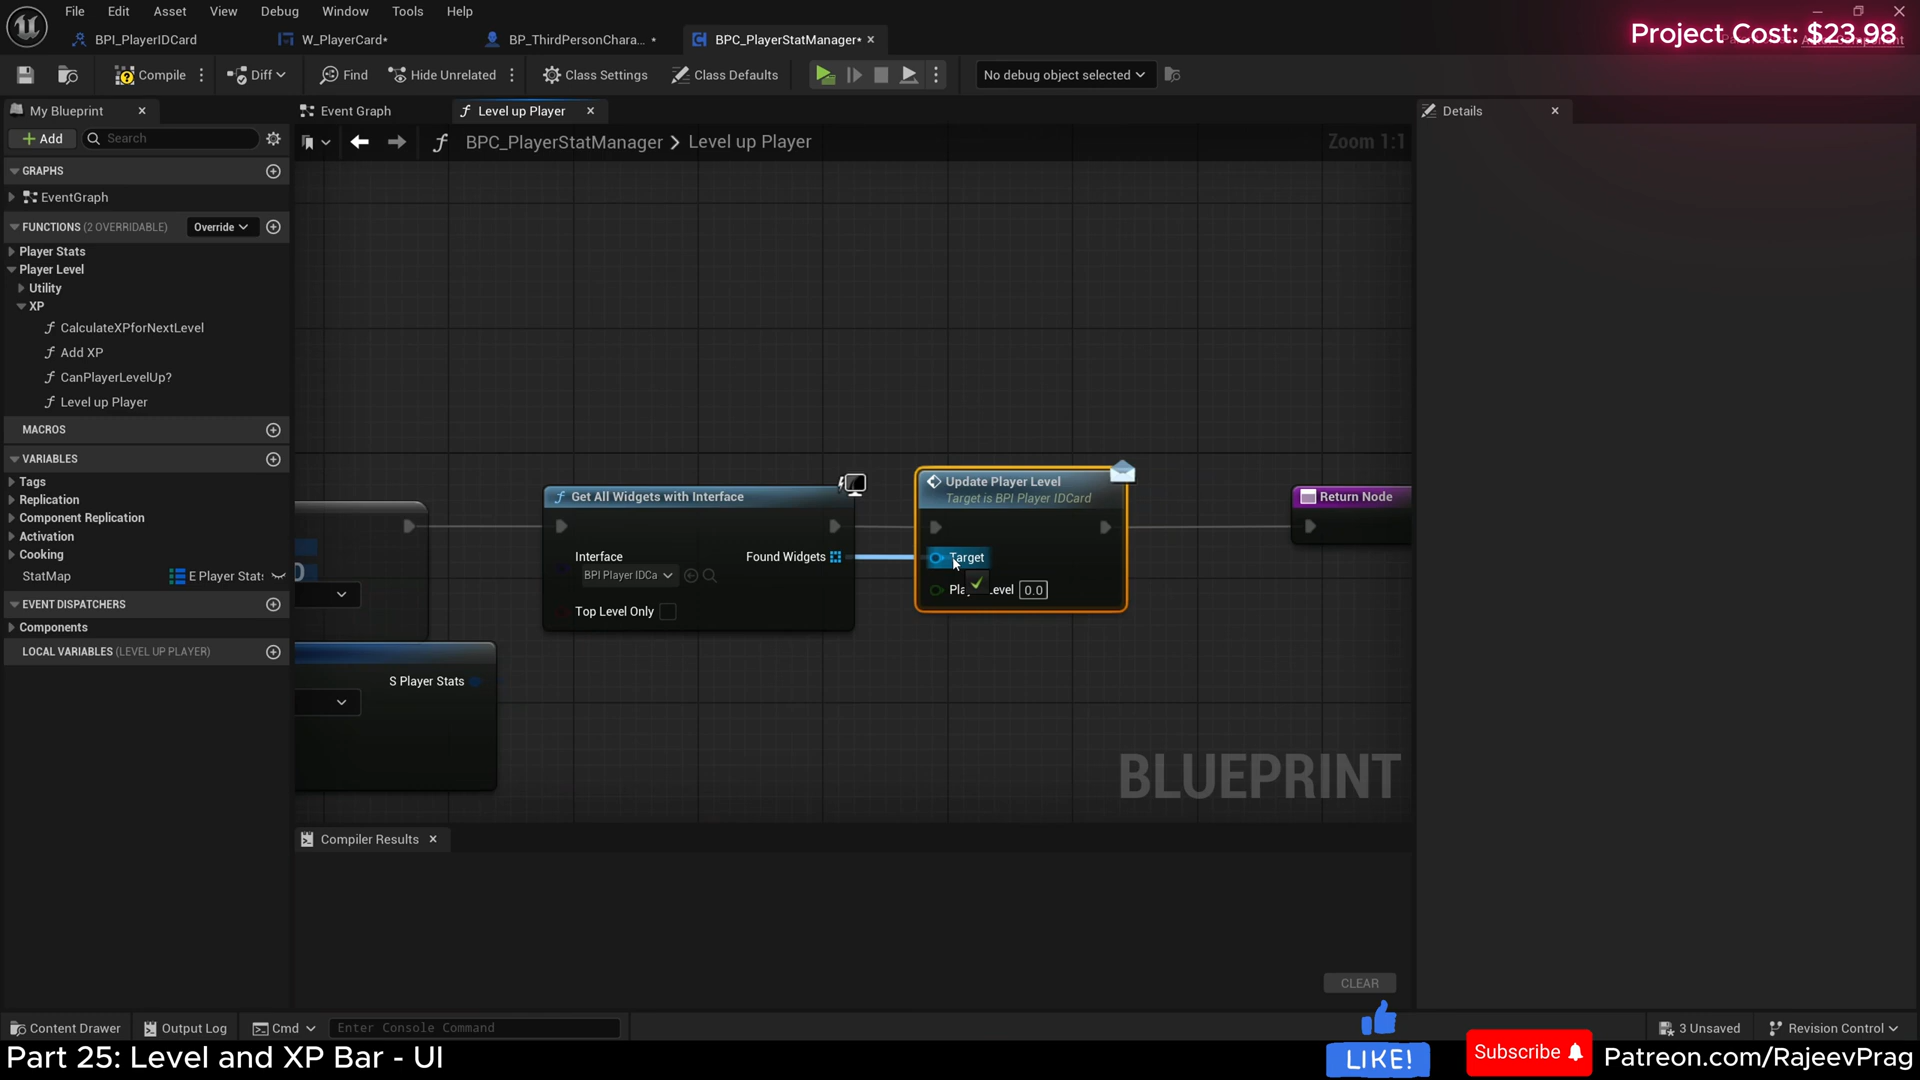 File Edit Asset View Debug Window Tools Help
Project Cost: $23.98
BPI_PlayerIDCard W_PlayerCard* BP_ThirdPersonChara... * BPC_PlayerStatManager*
Compile Diff Find Hide Unrelated Class Settings Class Defaults No debug object selected
My Blueprint Event Graph f Level up Player Details
Add Search
f BPC_PlayerStatManager > Level up Player Zoom 1:1
GRAPHS
EventGraph
FUNCTIONS (2 OVERRIDABLE) Override
Player Stats
Player Level
Utility
XP
f CalculateXPforNextLevel
f Add XP
f CanPlayerLevelUp?
f Level up Player
MACROS
VARIABLES
Tags
Replication
Component Replication
Activation
Cooking
StatMap E Player Stat:
EVENT DISPATCHERS
Components
LOCAL VARIABLES (LEVEL UP PLAYER)
f Get All Widgets with Interface
Interface Found Widgets
BPI Player IDCa
Top Level Only
Update Player Level
Target is BPI Player IDCard
Target
0.0
Return Node
S Player Stats
BLUEPRINT
Compiler Results
CLEAR
Content Drawer Output Log Cmd Enter Console Command 3 Unsaved Revision Control
Part 25: Level and XP Bar - UI LIKE! Subscribe Patreon.com/RajeevPrag